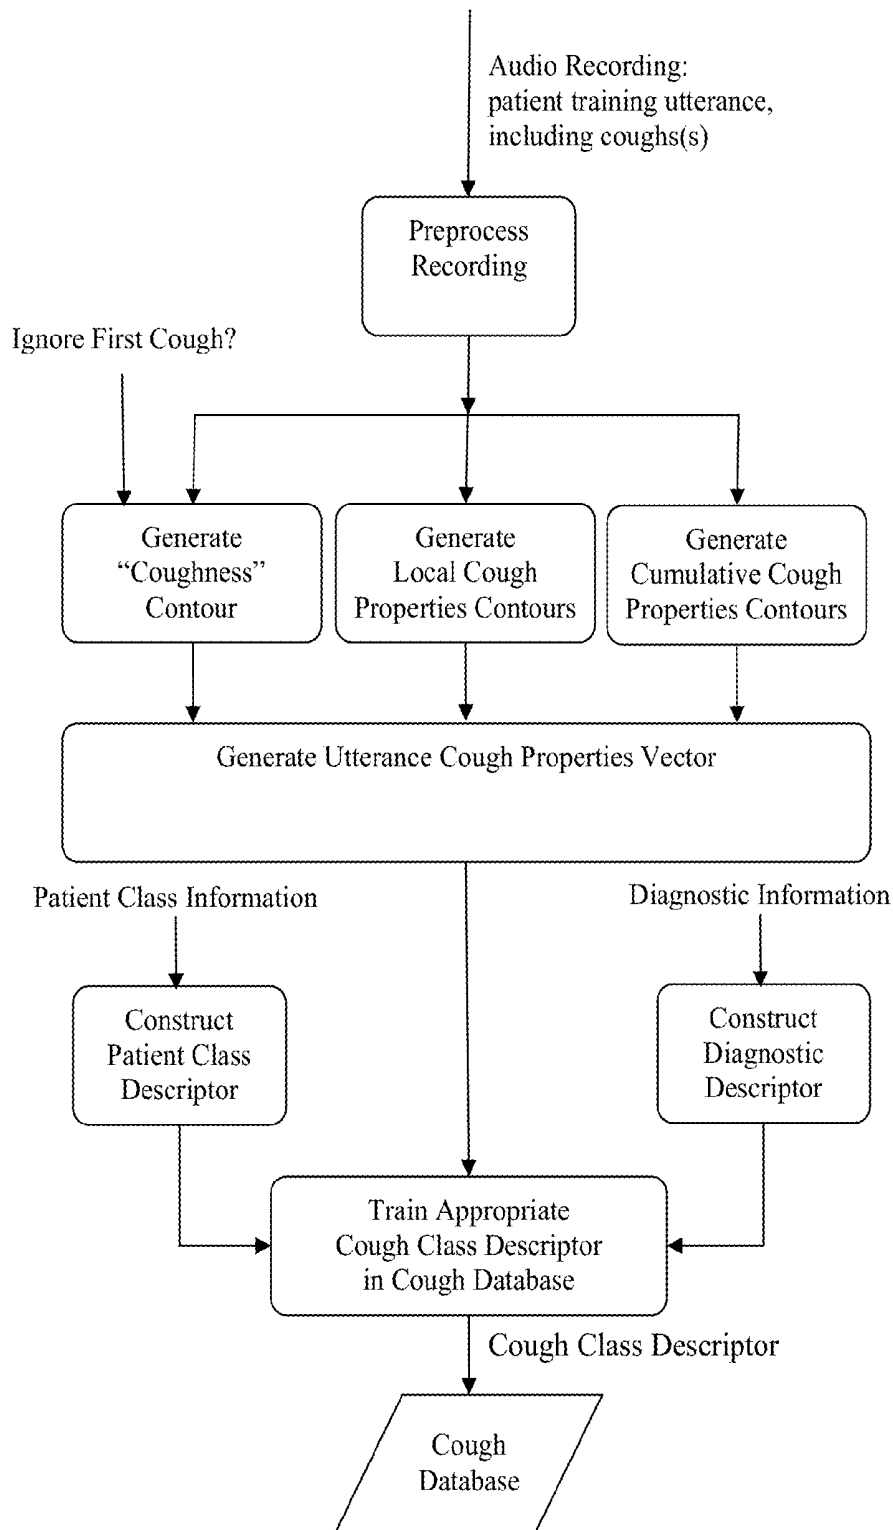 Audio Recording:
patient training utterance,
including coughs(s)
Preprocess
Recording
Ignore First Cough?
Generate
“Coughness”
Contour
Generate
Local Cough
Properties Contours
Generate
Cumulative Cough
Properties Contours
Generate Utterance Cough Properties Vector
Patient Class Information
Diagnostic Information
Construct
Patient Class
Descriptor
Construct
Diagnostic
Descriptor
Train Appropriate
Cough Class Descriptor
in Cough Database
Cough Class Descriptor
Cough
Database